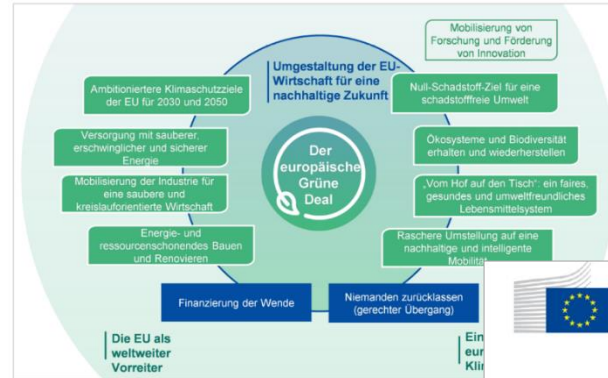 Mobilisierung von
Forschung und Förderung
von Innovation
Umgestaltung der EU-
Wirtschaft für eine
nachhaltige Zukunft
Ambitioniertere Klimaschutzziele
der EU für 2030 und 2050
Null-Schadstoff-Ziel für eine
schadstofffreie Umwelt
Versorgung mit sauberer,
erschwinglicher und sicherer
Energie
Ökosysteme und Biodiversität
erhalten und wiederherstellen
Der
europäische
Grüne
Deal
Mobilisierung der Industrie für
eine saubere und
kreislauforientierte Wirtschaft
„Vom Hof auf den Tisch“: ein faires,
gesundes und umweltfreundliches
Lebensmittelsystem
Energie- und
ressourcenschonendes Bauen
und Renovieren
Raschere Umstellung auf eine
nachhaltige und intelligente
Mobilität
Finanzierung der Wende
Niemanden zurücklassen
(gerechter Übergang)
Die EU als
weltweiter
Vorreiter